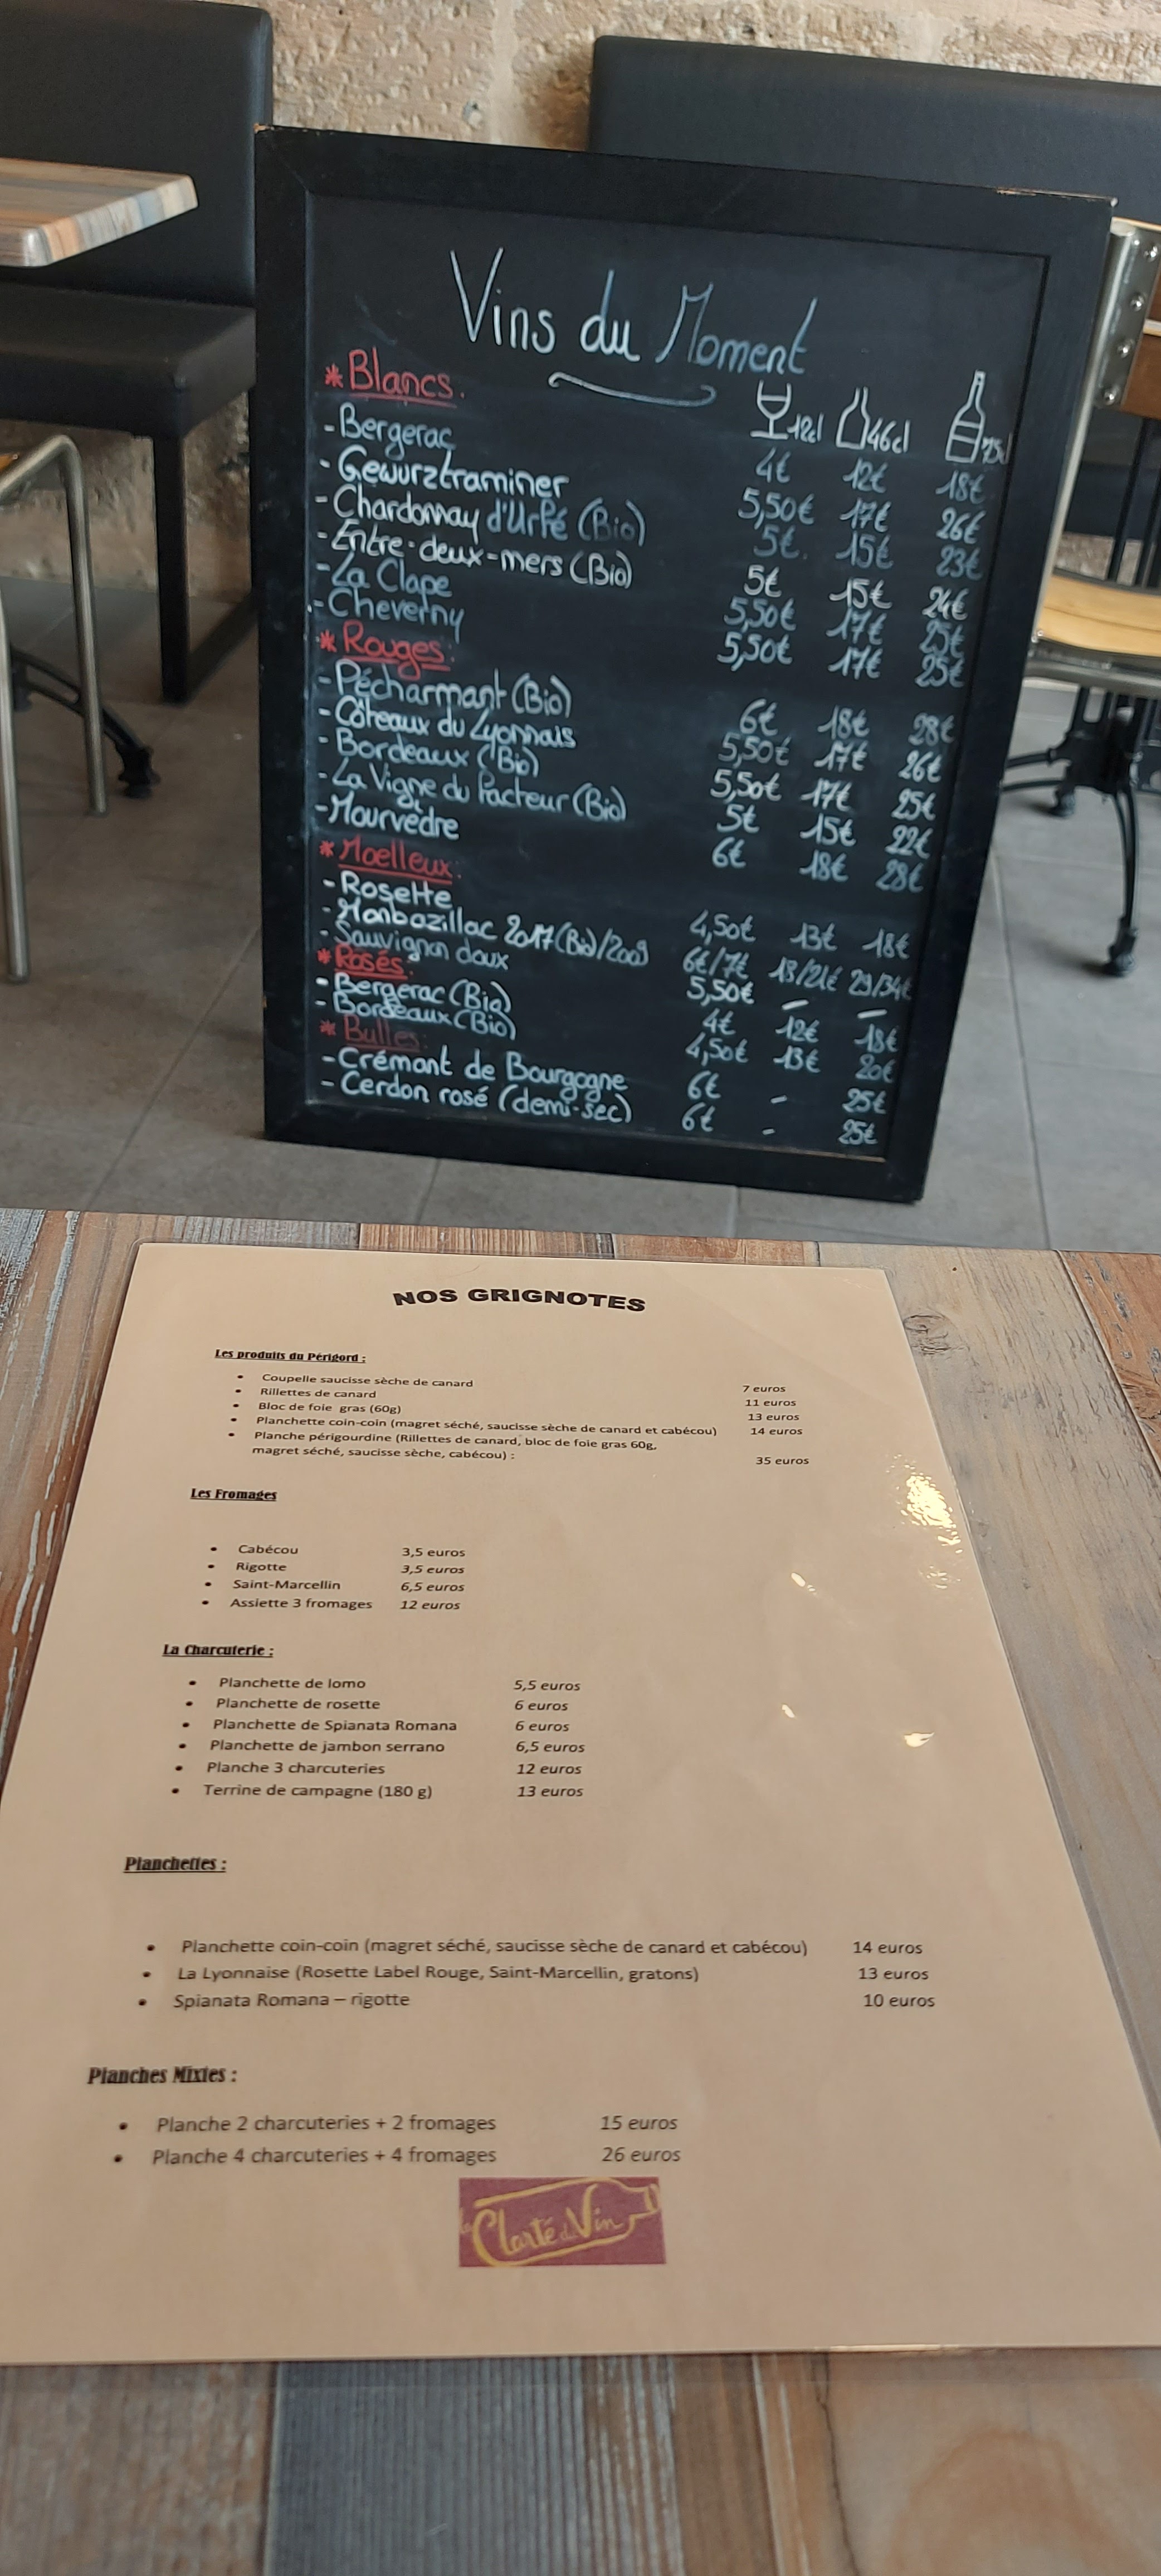 Vins du Moment
* Blancs. 12cl 46cl 75cl
- Bergerac 4€ 12€ 18€
- Gewurztraminer 5,50€ 17€ 26€
- Chardonnay d'Urfé (Bio) 5€. 15€ 23€
- Entre-deux-mers (Bio) 5€ 15€ 24€
- La Clape 5,50€ 17€ 25€
- Cheverny 5,50€ 17€ 25€
* Rouges:
- Pécharmant (Bio) 6€ 18€ 28€
- Côteaux du Lyonnais 5,50€ 17€ 26€
- Bordeaux (Bio) 5,50€ 17€ 25€
- La Vigne du Facteur (Bio) 5€ 15€ 22€
- Mourvèdre 6€ 18€ 28€
* Moelleux:
- Rosette 4,50€ 13€ 18€
- Monbazillac 2017 (Bio)/2009 6€/7€ 18/21€ 29/34€
- Sauvignon doux 5,50€ - -
* Rosés:
- Bergerac (Bio) 4€ 12€ 18€
- Bordeaux (Bio) 4,50€ 13€ 20€
* Bulles:
- Crémant de Bourgogne 6€ - 25€
- Cerdon rosé (demi-sec) 6€ - 25€
NOS GRIGNOTES
Les produits du Périgord :
• Coupelle saucisse sèche de canard 7 euros
• Rillettes de canard 11 euros
• Bloc de foie gras (60g) 13 euros
• Planchette coin-coin (magret séché, saucisse sèche de canard et cabécou) 14 euros
• Planche périgourdine (Rillettes de canard, bloc de foie gras 60g,
magret séché, saucisse sèche, cabécou) : 35 euros
Les Fromages
• Cabécou 3,5 euros
• Rigotte 3,5 euros
• Saint-Marcellin 6,5 euros
• Assiette 3 fromages 12 euros
La Charcuterie :
• Planchette de lomo 5,5 euros
• Planchette de rosette 6 euros
• Planchette de Spianata Romana 6 euros
• Planchette de jambon serrano 6,5 euros
• Planche 3 charcuteries 12 euros
• Terrine de campagne (180 g) 13 euros
Planchettes :
• Planchette coin-coin (magret séché, saucisse sèche de canard et cabécou) 14 euros
• La Lyonnaise (Rosette Label Rouge, Saint-Marcellin, gratons) 13 euros
• Spianata Romana – rigotte 10 euros
Planches Mixtes :
• Planche 2 charcuteries + 2 fromages 15 euros
• Planche 4 charcuteries + 4 fromages 26 euros
la Clarté du Vin